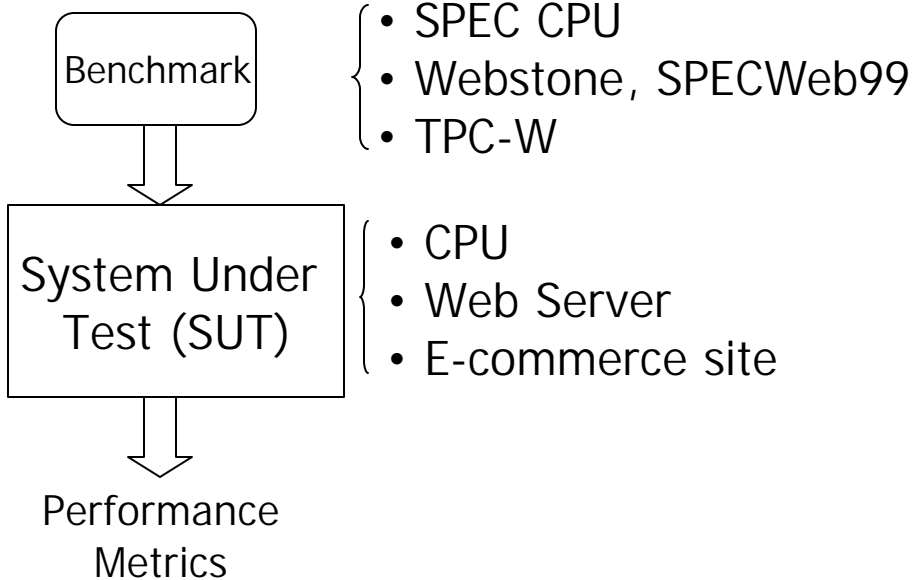 Benchmark
• SPEC CPU
• Webstone, SPECWeb99
• TPC-W
System Under
Test (SUT)
• CPU
• Web Server
• E-commerce site
Performance
Metrics